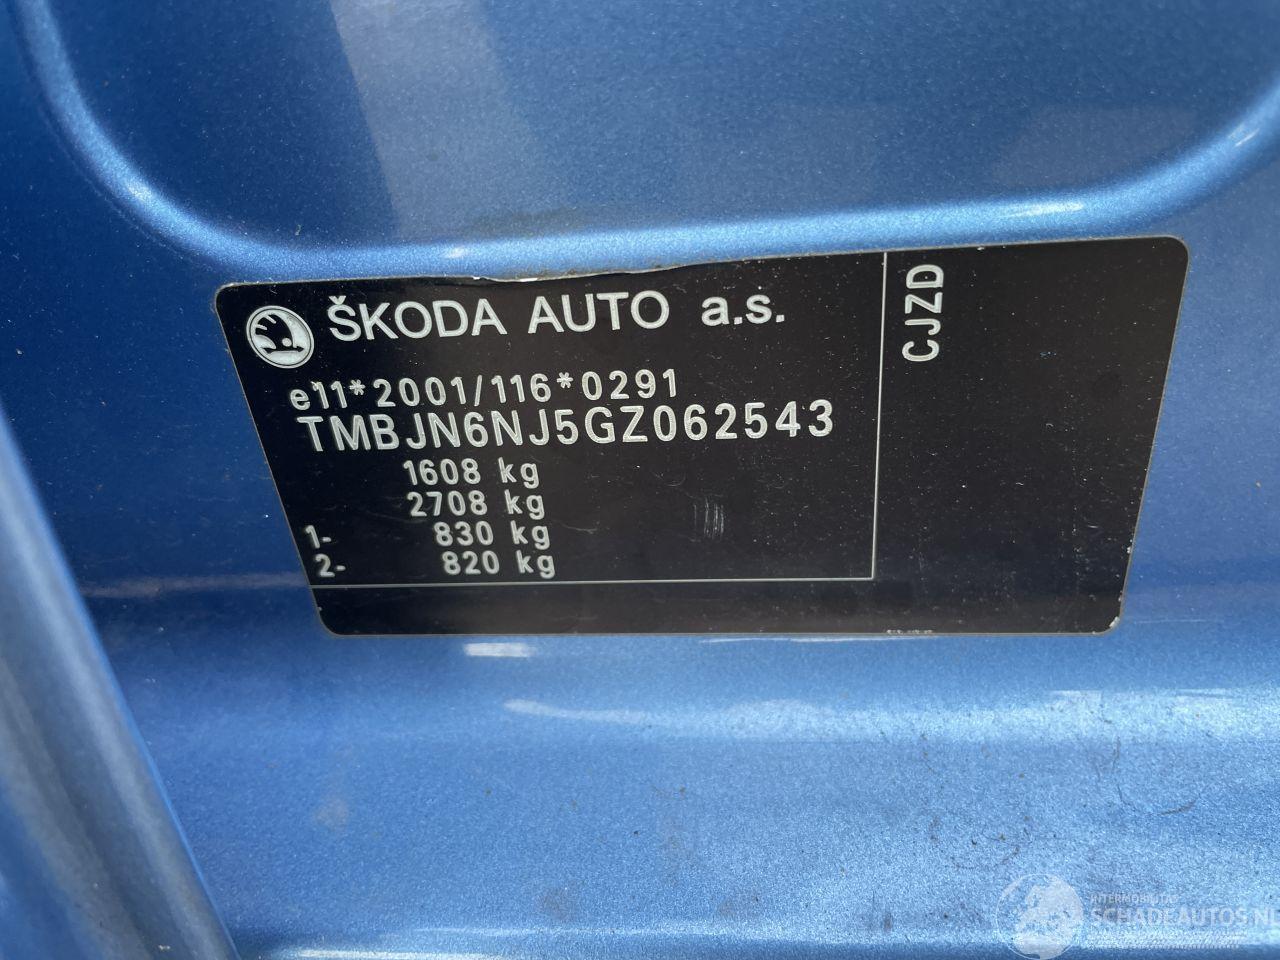 ŠKODA AUTO a.s.
CJZD
e11*2001/116*0291
TMBJN6NJ5GZ062543
1608 kg
2708 kg
1- 830 kg
2- 820 kg
INTERMOBILITAS
SCHADEAUTOS.NL